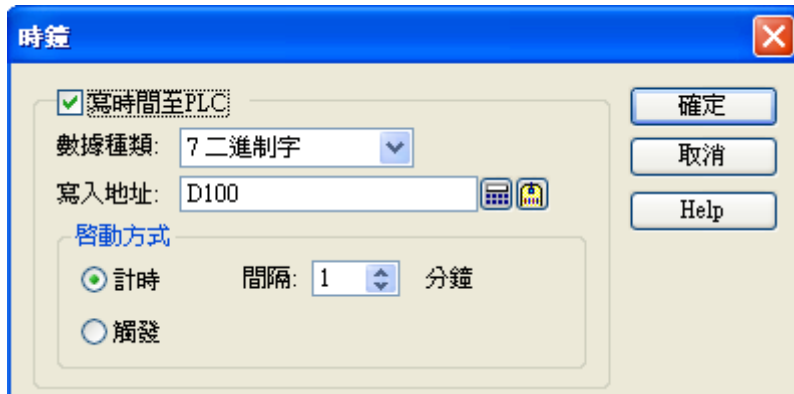 時鐘
寫時間至PLC
確定
數據種類: 7 二進制字
取消
寫入地址: D100
Help
啓動方式
計時 間隔: 1 分鐘
觸發